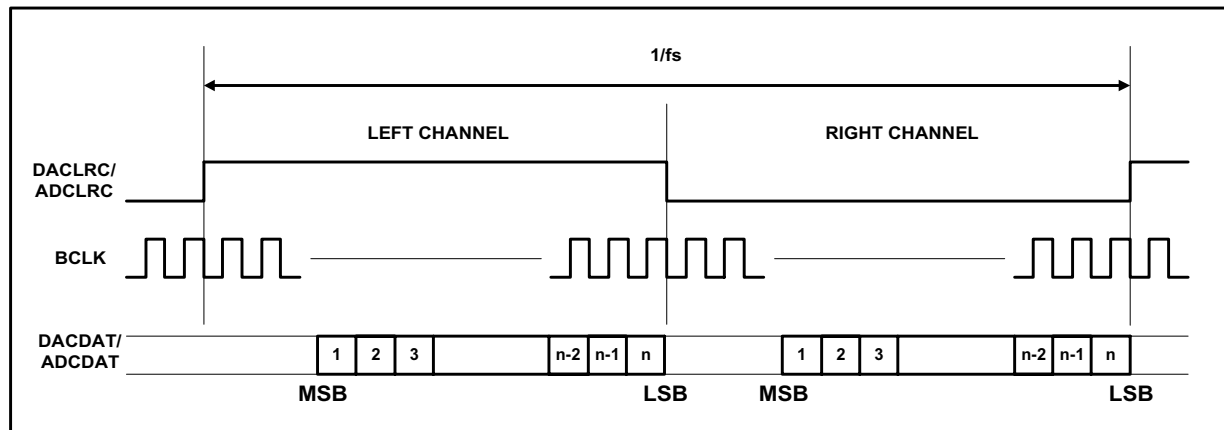 1/fs
LEFT CHANNEL RIGHT CHANNEL
DACLRC/
ADCLRC
BCLK
DACDAT/
ADCDAT
1 2 3 n-2 n-1 n 1 2 3 n-2 n-1 n
MSB LSB MSB LSB